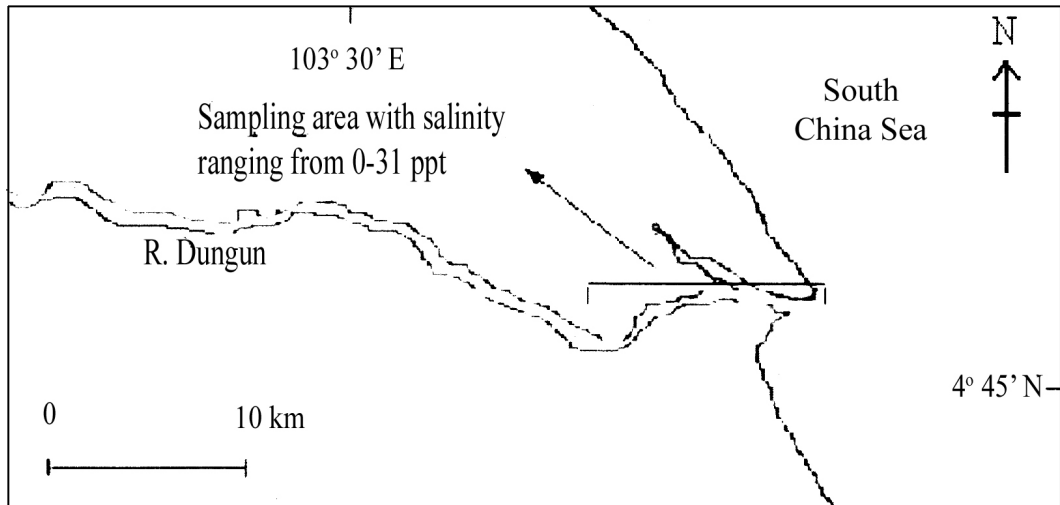 103° 30’ E
N
South
China Sea
Sampling area with salinity
ranging from 0-31 ppt
R. Dungun
4° 45’ N
0 10 km